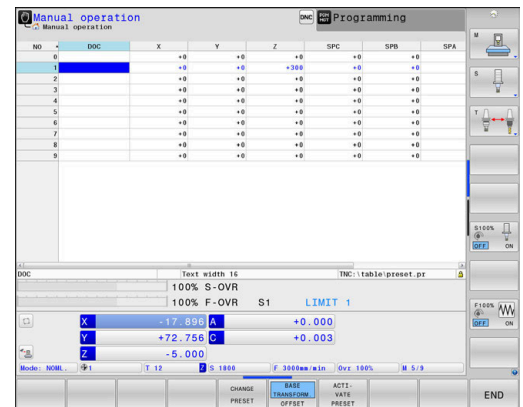 Manual operation
Manual operation
DNC
Programming
NO DOC X Y Z SPC SPB SPA
0 +0 +0 +0 +0 +0
1 +0 +0 +300 +0 +0
2 +0 +0 +0 +0 +0
3 +0 +0 +0 +0 +0
4 +0 +0 +0 +0 +0
5 +0 +0 +0 +0 +0
6 +0 +0 +0 +0 +0
7 +0 +0 +0 +0 +0
8 +0 +0 +0 +0 +0
9 +0 +0 +0 +0 +0
DOC Text width 16 TNC:\table\preset.pr
100% S-OVR
100% F-OVR S1 LIMIT 1
X -17.896 A +0.000
Y +72.756 C +0.003
Z -5.000
Mode: NOML. 1 T 12 Z S 1800 F 3000mm/min Ovr 100% M 5/9
CHANGE PRESET
BASE TRANSFORM. OFFSET
ACTI- VATE PRESET
END
M
S
T
S100%
OFF ON
F100%
OFF ON